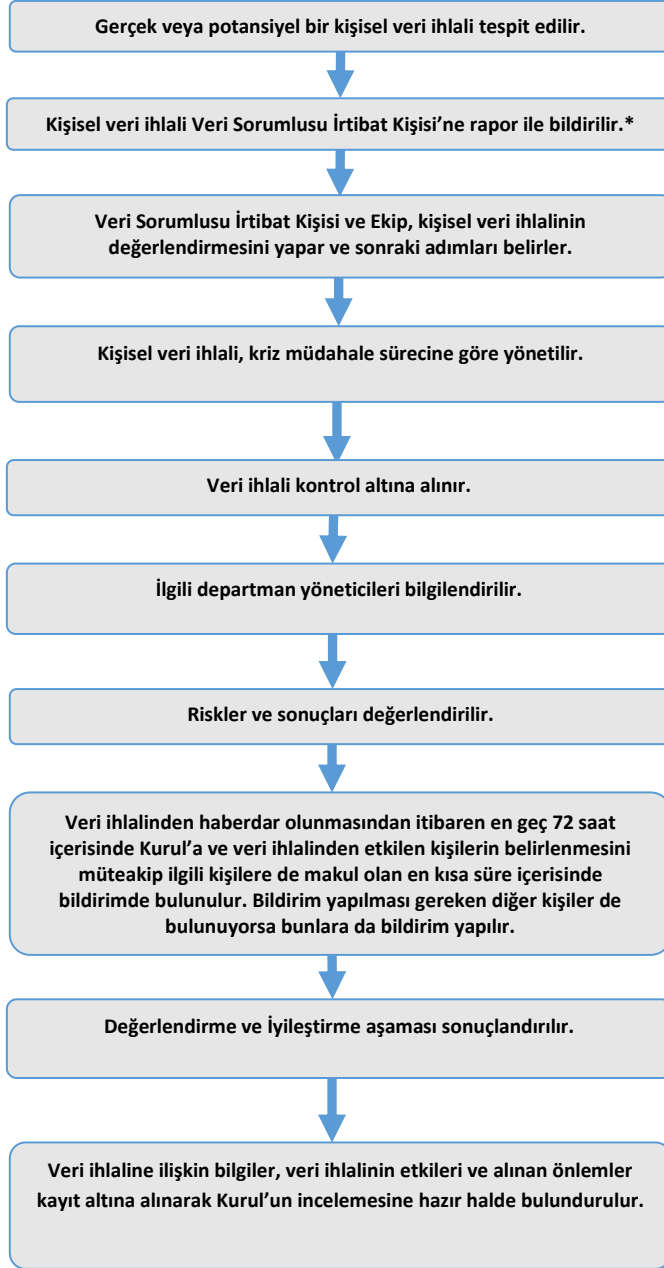 Gerçek veya potansiyel bir kişisel veri ihlali tespit edilir.
Kişisel veri ihlali Veri Sorumlusu İrtibat Kişisi’ne rapor ile bildirilir.*
Veri Sorumlusu İrtibat Kişisi ve Ekip, kişisel veri ihlalinin
değerlendirmesini yapar ve sonraki adımları belirler.
Kişisel veri ihlali, kriz müdahale sürecine göre yönetilir.
Veri ihlali kontrol altına alınır.
İlgili departman yöneticileri bilgilendirilir.
Riskler ve sonuçları değerlendirilir.
Veri ihlalinden haberdar olunmasından itibaren en geç 72 saat
içerisinde Kurul’a ve veri ihlalinden etkilen kişilerin belirlenmesini
müteakip ilgili kişilere de makul olan en kısa süre içerisinde
bildirimde bulunulur. Bildirim yapılması gereken diğer kişiler de
bulunuyorsa bunlara da bildirim yapılır.
Değerlendirme ve İyileştirme aşaması sonuçlandırılır.
Veri ihlaline ilişkin bilgiler, veri ihlalinin etkileri ve alınan önlemler
kayıt altına alınarak Kurul’un incelemesine hazır halde bulundurulur.